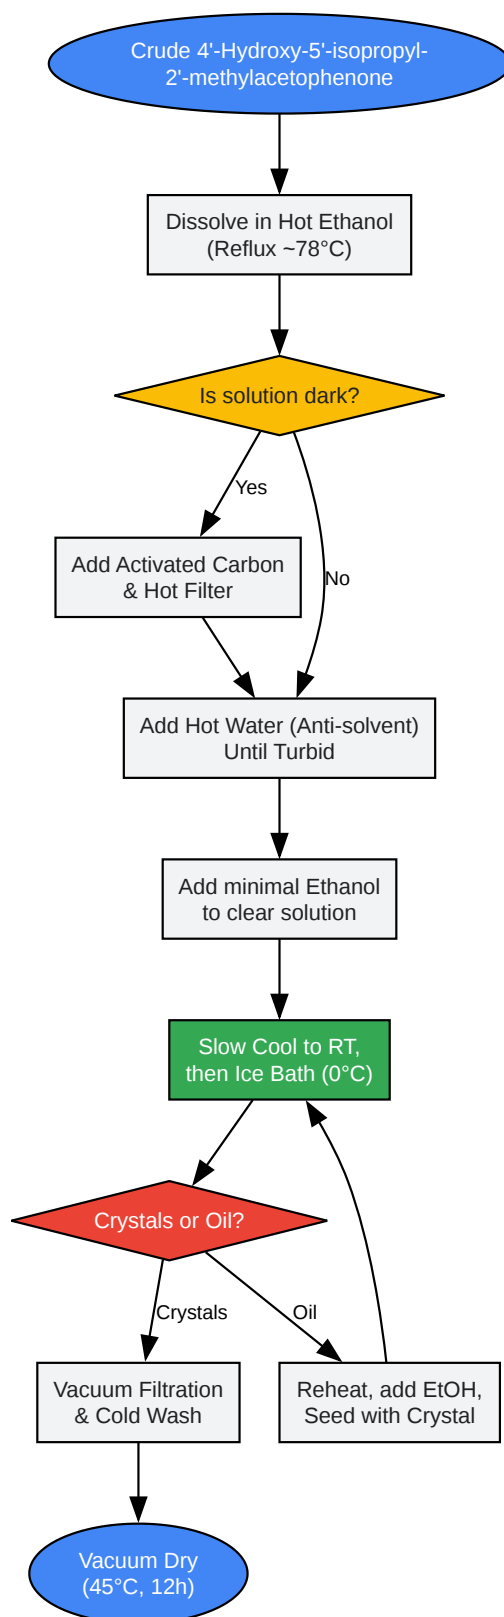 Crude 4'-Hydroxy-5'-isopropyl-
2'-methylacetophenone
Dissolve in Hot Ethanol
(Reflux ~78°C)
Is solution dark?
Yes
Add Activated Carbon
& Hot Filter
No
Add Hot Water (Anti-solvent)
Until Turbid
Add minimal Ethanol
to clear solution
Slow Cool to RT,
then Ice Bath (0°C)
Crystals or Oil?
Crystals
Oil
Vacuum Filtration
& Cold Wash
Reheat, add EtOH,
Seed with Crystal
Vacuum Dry
(45°C, 12h)